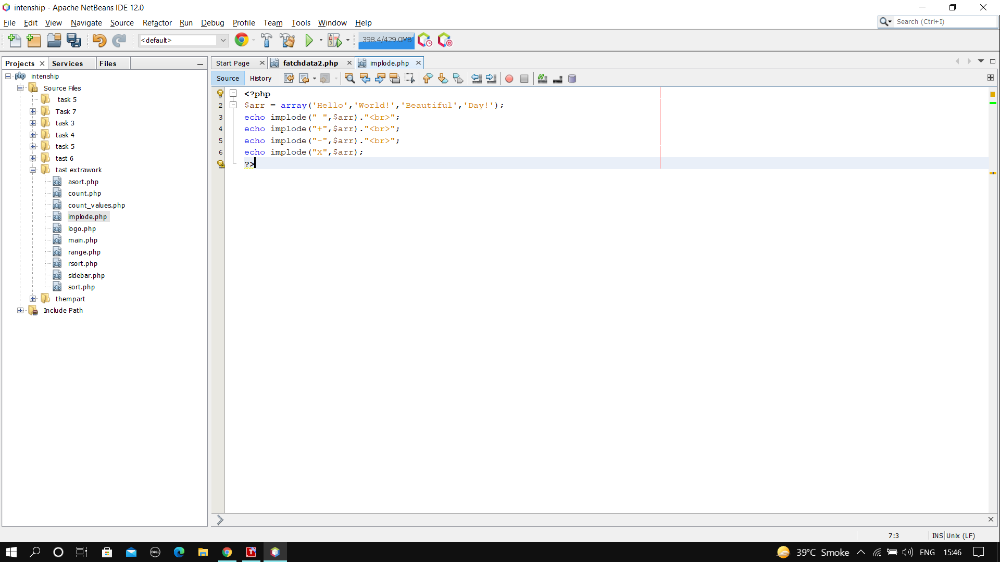 intenship - Apache NetBeans IDE 12.0
File Edit View Navigate Source Refactor Run Debug Profile Team Tools Window Help
Search (Ctrl+I)
<default>
398.4/429.0MB
Projects Services Files
Start Page fatchdata2.php implode.php
Source History
intenship
Source Files
task 5
Task 7
task 3
task 4
task 5
tast 6
tast extrawork
asort.php
count.php
count_values.php
implode.php
logo.php
main.php
range.php
rsort.php
sidebar.php
sort.php
thempart
Include Path
<?php
2 $arr = array('Hello','World!','Beautiful','Day!');
3 echo implode(" ",$arr)."<br>";
4 echo implode("+",$arr)."<br>";
5 echo implode("-",$arr)."<br>";
6 echo implode("X",$arr);
?>
7:3 INS Unix (LF)
DELL
T
39°C Smoke ENG 15:46